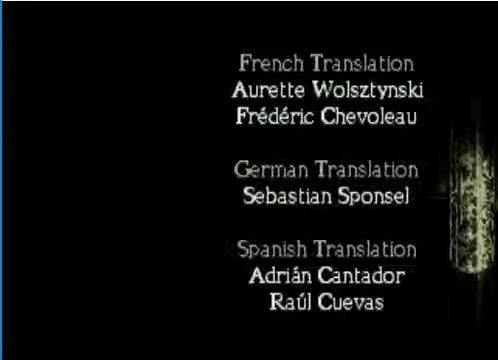 French Translation
Aurette Wolsztynski
Frédéric Chevoleau
German Translation
Sebastian Sponsel
Spanish Translation
Adrián Cantador
Raúl Cuevas